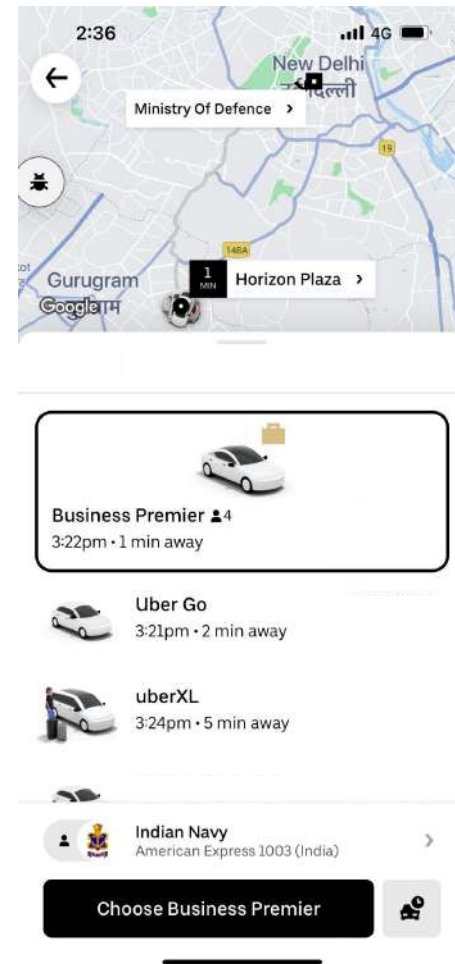 2:36
4G
New Delhi
Ministry Of Defence
19
148A
1
MIN
Horizon Plaza
Gurugram
Google
Business Premier 4
3:22pm • 1 min away
Uber Go
3:21pm • 2 min away
uberXL
3:24pm • 5 min away
Indian Navy
American Express 1003 (India)
Choose Business Premier